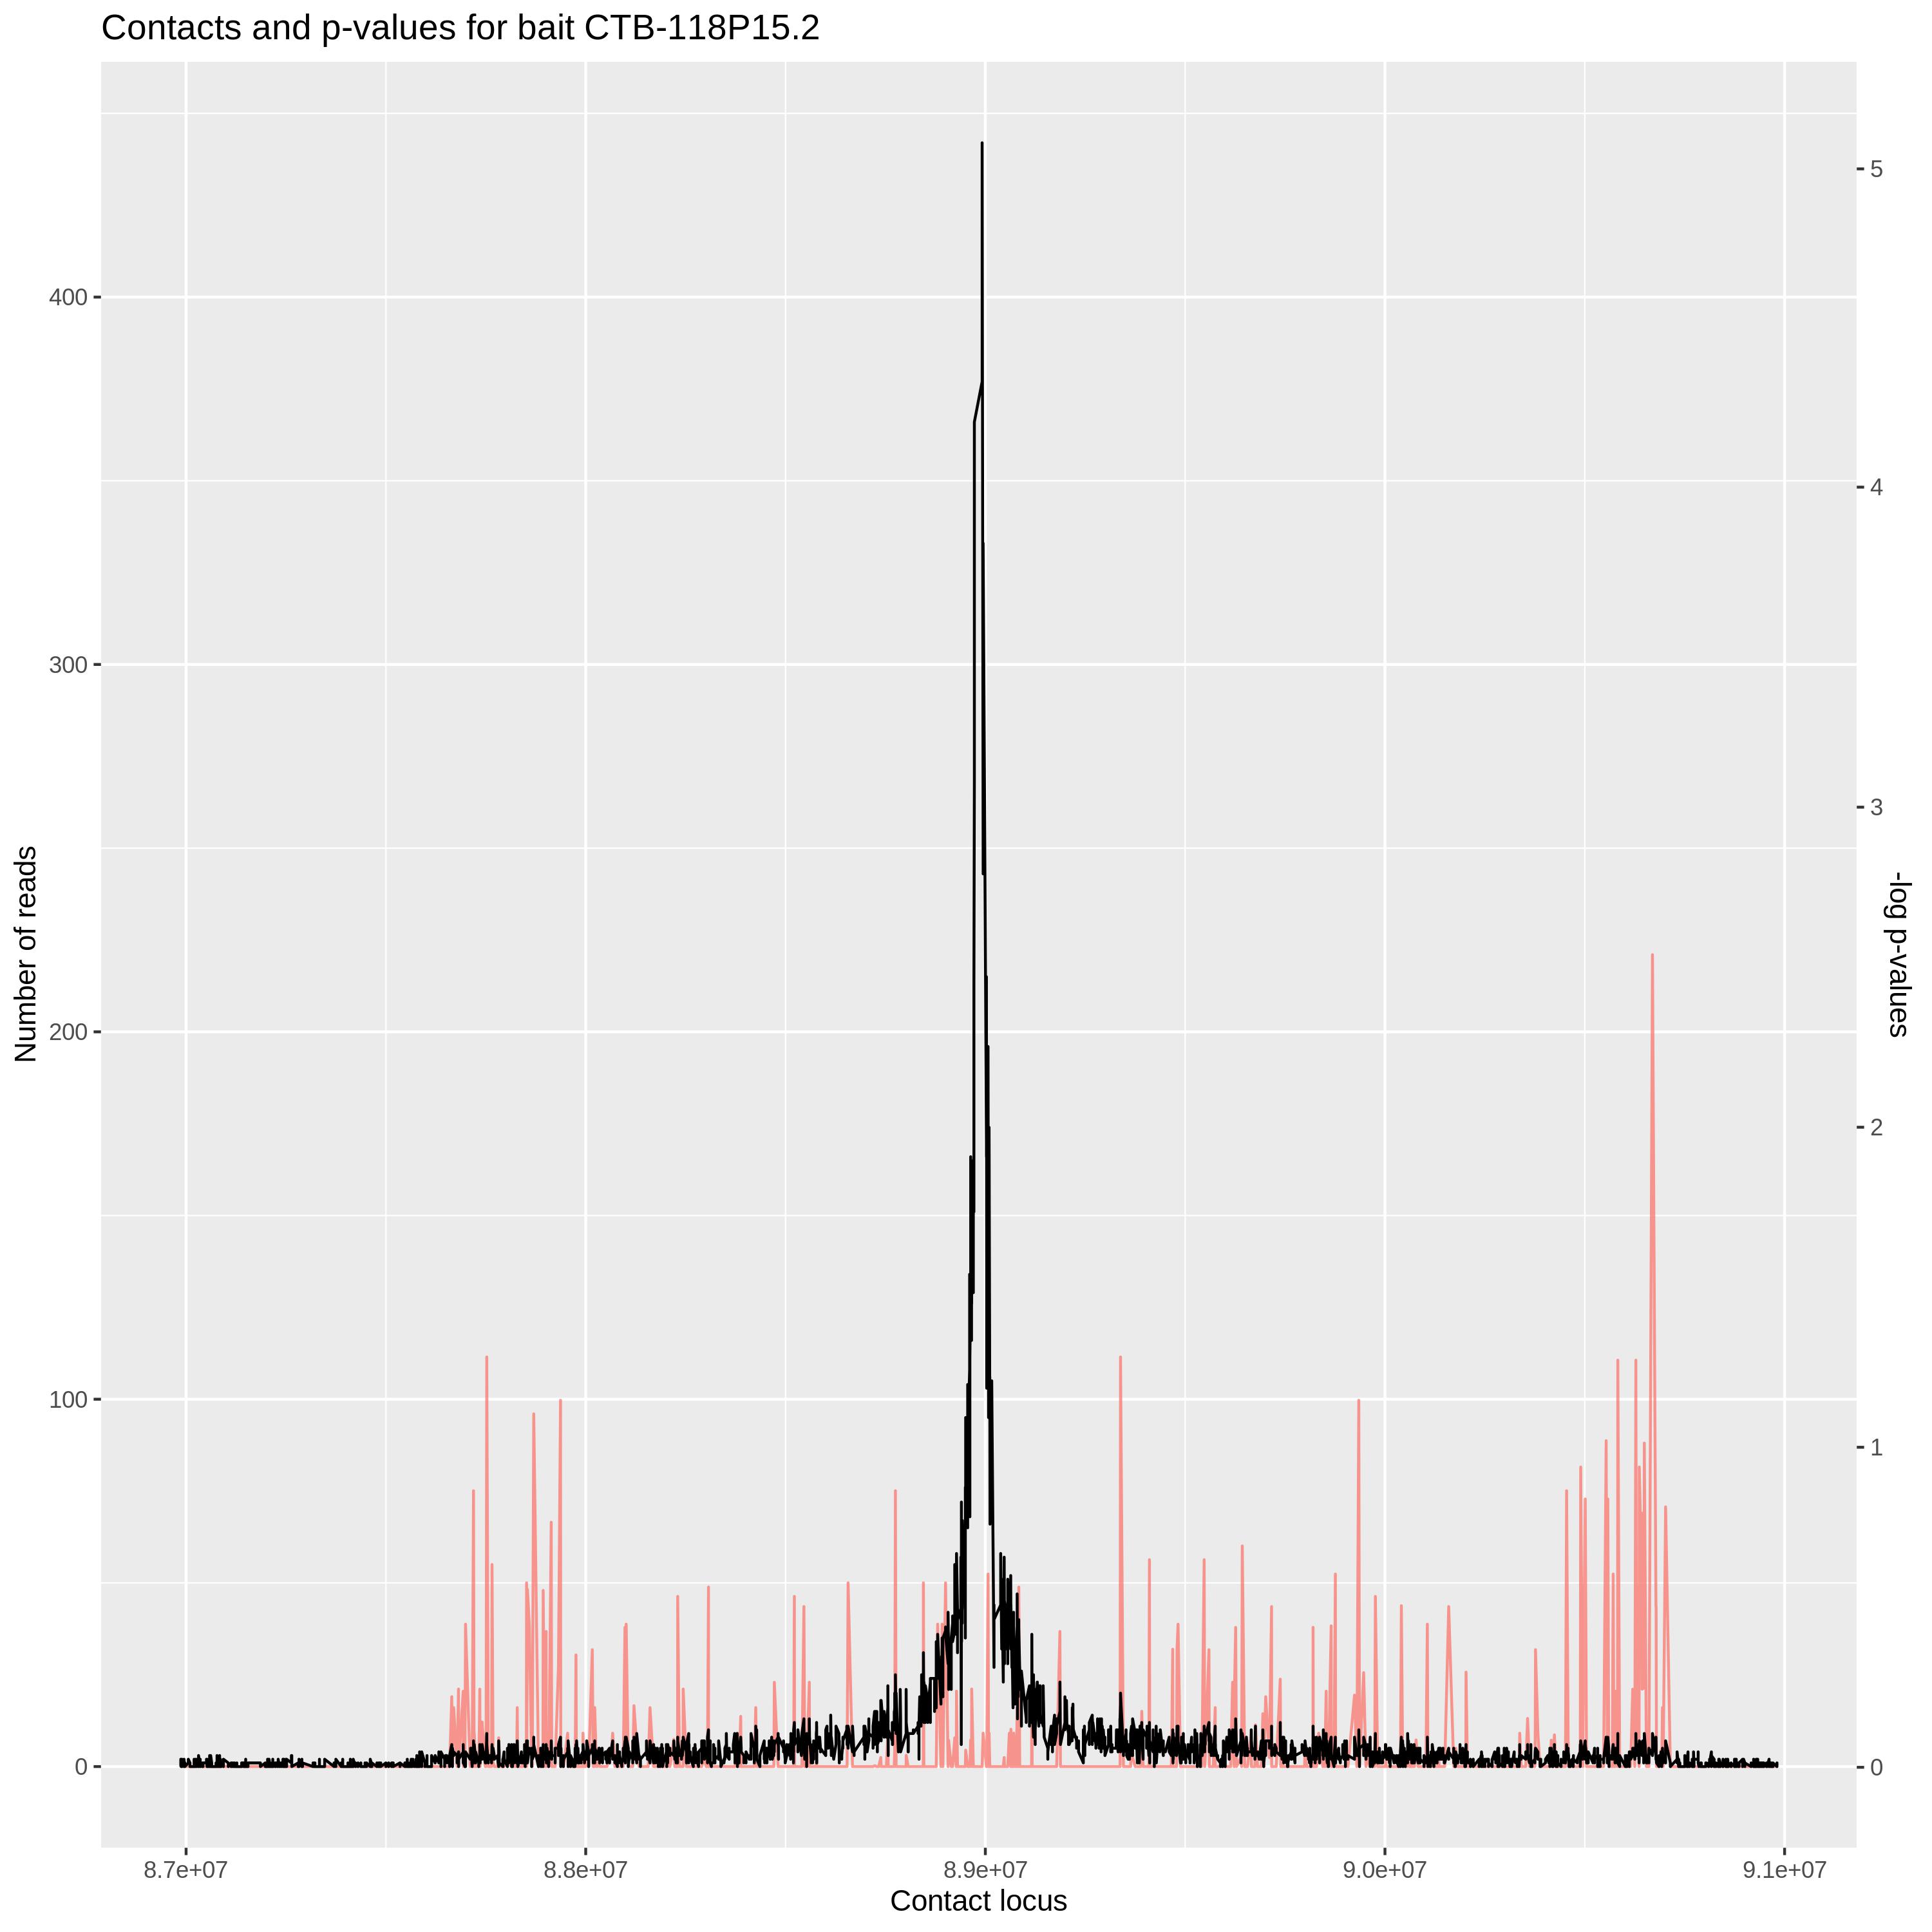 Contacts and p-values for bait CTB-118P15.2
Number of reads
400
300
200
100
0
5
4
3
2
1
0
-log p-values
8.7e+07
8.8e+07
8.9e+07
9.0e+07
9.1e+07
Contact locus